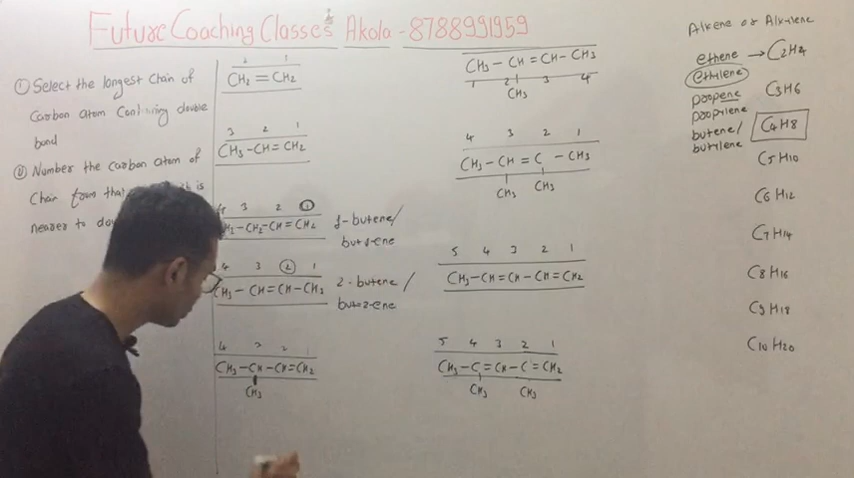 Future Coaching Classes Akola - 8788991959
① Select the longest chain of
Carbon atom Containing double
bond
② Number the carbon atom of
Chain from that
is
nearer to
2 1
CH2 = CH2
3 2 1
CH3 - CH = CH2
3 2 1
-CH2-CH=CH2
1-butene/
but-1-ene
4 3 2 1
CH3 - CH = CH - CH3
2-butene/
but-2-ene
4 3 2 1
CH3-CH-CH=CH2
CH3
CH3 - CH = CH - CH3
1 2 3 4
CH3
4 3 2 1
CH3 - CH = C - CH3
CH3 CH3
5 4 3 2 1
CH3-CH=CH-CH=CH2
5 4 3 2 1
CH3-C=CH-C=CH2
CH3 CH3
Alkene or Alkylene
ethene → C2H4
(ethylene)
propene C3H6
propylene
butene/ C4H8
butylene
C5H10
C6H12
C7H14
C8H16
C9H18
C10H20